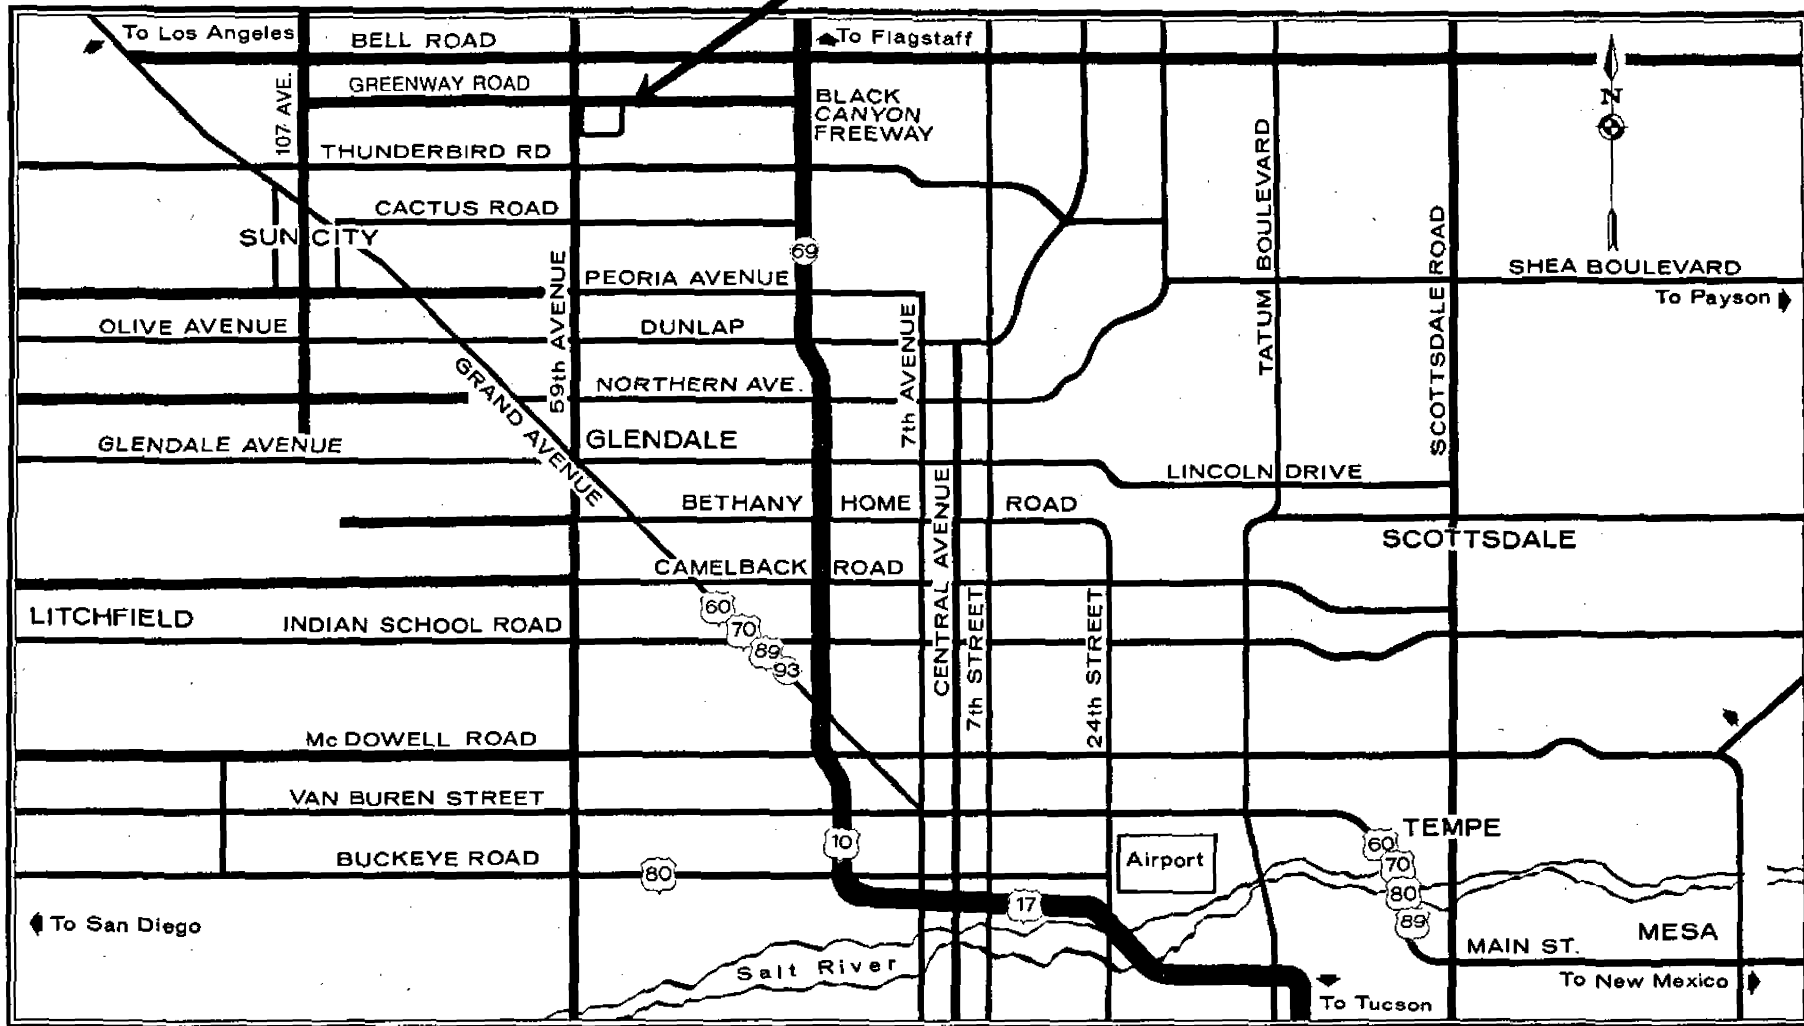 To Los Angeles
BELL ROAD
To Flagstaff
GREENWAY ROAD
107 AVE.
BLACK
CANYON
FREEWAY
N
THUNDERBIRD RD
CACTUS ROAD
SUN CITY
69
59th AVENUE
PEORIA AVENUE
TATUM BOULEVARD
SCOTTSDALE ROAD
SHEA BOULEVARD
To Payson
OLIVE AVENUE
DUNLAP
7th AVENUE
GRAND AVENUE
NORTHERN AVE.
GLENDALE AVENUE
GLENDALE
LINCOLN DRIVE
BETHANY HOME ROAD
SCOTTSDALE
CAMELBACK ROAD
CENTRAL AVENUE
7th STREET
24th STREET
60
70
89
93
LITCHFIELD
INDIAN SCHOOL ROAD
McDOWELL ROAD
VAN BUREN STREET
TEMPE
10
60
70
80
89
BUCKEYE ROAD
80
Airport
17
To San Diego
Salt River
MAIN ST.
MESA
To New Mexico
To Tucson